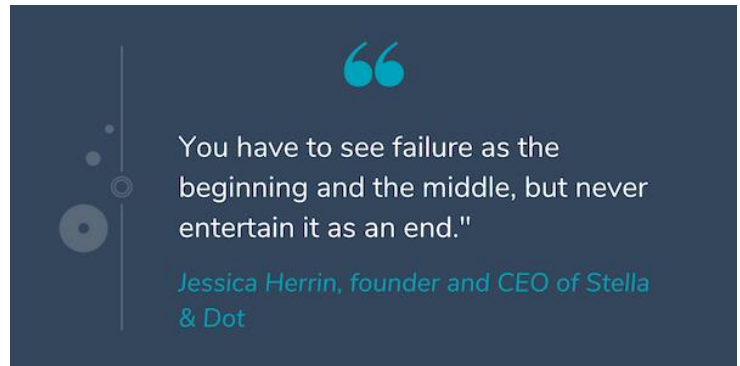 “
You have to see failure as the
beginning and the middle, but never
entertain it as an end."
Jessica Herrin, founder and CEO of Stella
& Dot